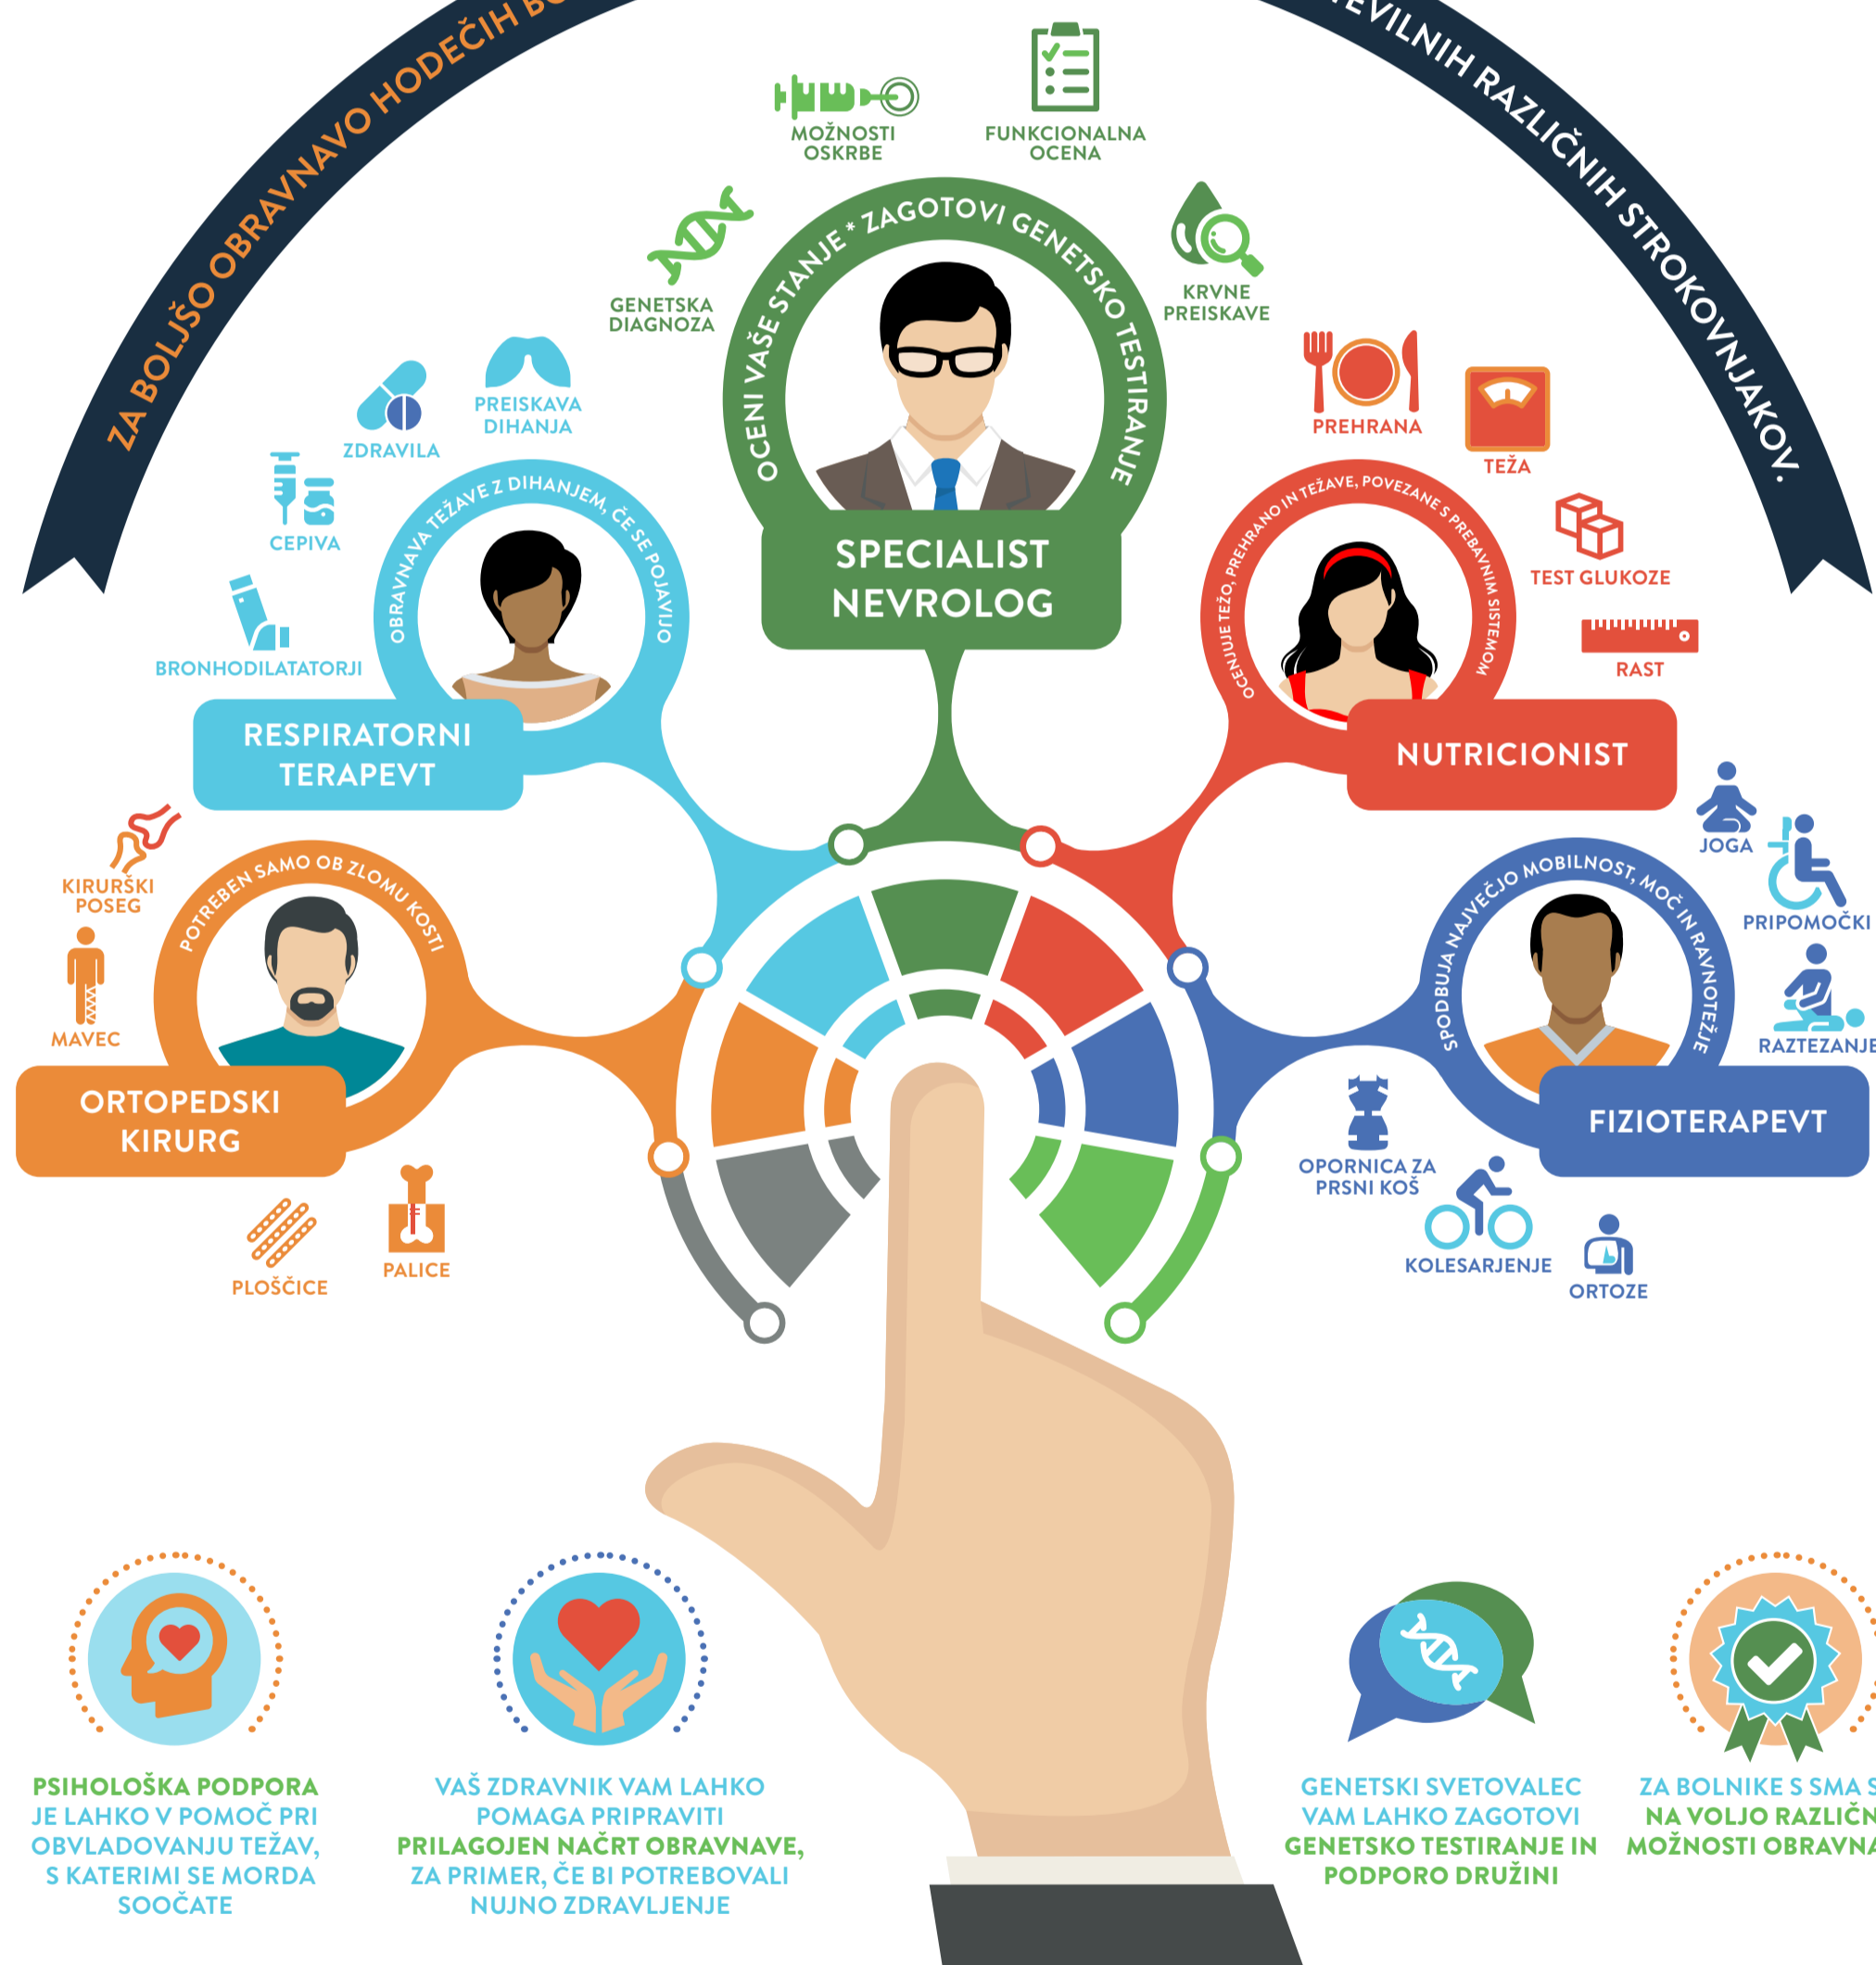 ZA BOLJŠO OBRAVNAVO HODEČIH
RAZLIČNIH STROKOVNJAKOV.
MOŽNOSTI
OSKRBE
FUNKCIONALNA
OCENA
GENETSKA
DIAGNOZA
KRVNE
PREISKAVE
OCENI VAŠE STANJE * ZAGOTOVI GENETSKO TESTIRANJE
SPECIALIST
NEVROLOG
PREISKAVA
DIHANJA
ZDRAVILA
CEPIVA
BRONHODILATATORJI
OBRAVNAVA TEŽAVE Z DIHANJEM, ČE SE POJAVIJO
RESPIRATORNI
TERAPEVT
PREHRANA
TEŽA
TEST GLUKOZE
RAST
OCENJUJE TEŽO, PREHRANO IN TEŽAVE, POVEZANE S PREBAVNIM SISTEMOM
NUTRICIONIST
KIRURŠKI
POSEG
MAVEC
POTREBEN SAMO OB ZLOMU KOSTI
ORTOPEDSKI
KIRURG
PLOŠČICE
PALICE
JOGA
PRIPOMOČKI
RAZTEZANJE
SPODBUJA NAJVEČJO MOBILNOST, MOČ IN RAVNOTEŽJE
FIZIOTERAPEVT
OPORNICA ZA
PRSNI KOŠ
KOLESARJENJE
ORTOZE
PSIHOLOŠKA PODPORA
JE LAHKO V POMOČ PRI
OBVLADOVANJU TEŽAV,
S KATERIMI SE MORDA
SOOČATE
VAŠ ZDRAVNIK VAM LAHKO
POMAGA PRIPRAVITI
PRILAGOJEN NAČRT OBRAVNAVE,
ZA PRIMER, ČE BI POTREBOVALI
NUJNO ZDRAVLJENJE
GENETSKI SVETOVALEC
VAM LAHKO ZAGOTOVI
GENETSKO TESTIRANJE IN
PODPORO DRUŽINI
ZA BOLNIKE S SMA
NA VOLJO
MOŽNOSTI